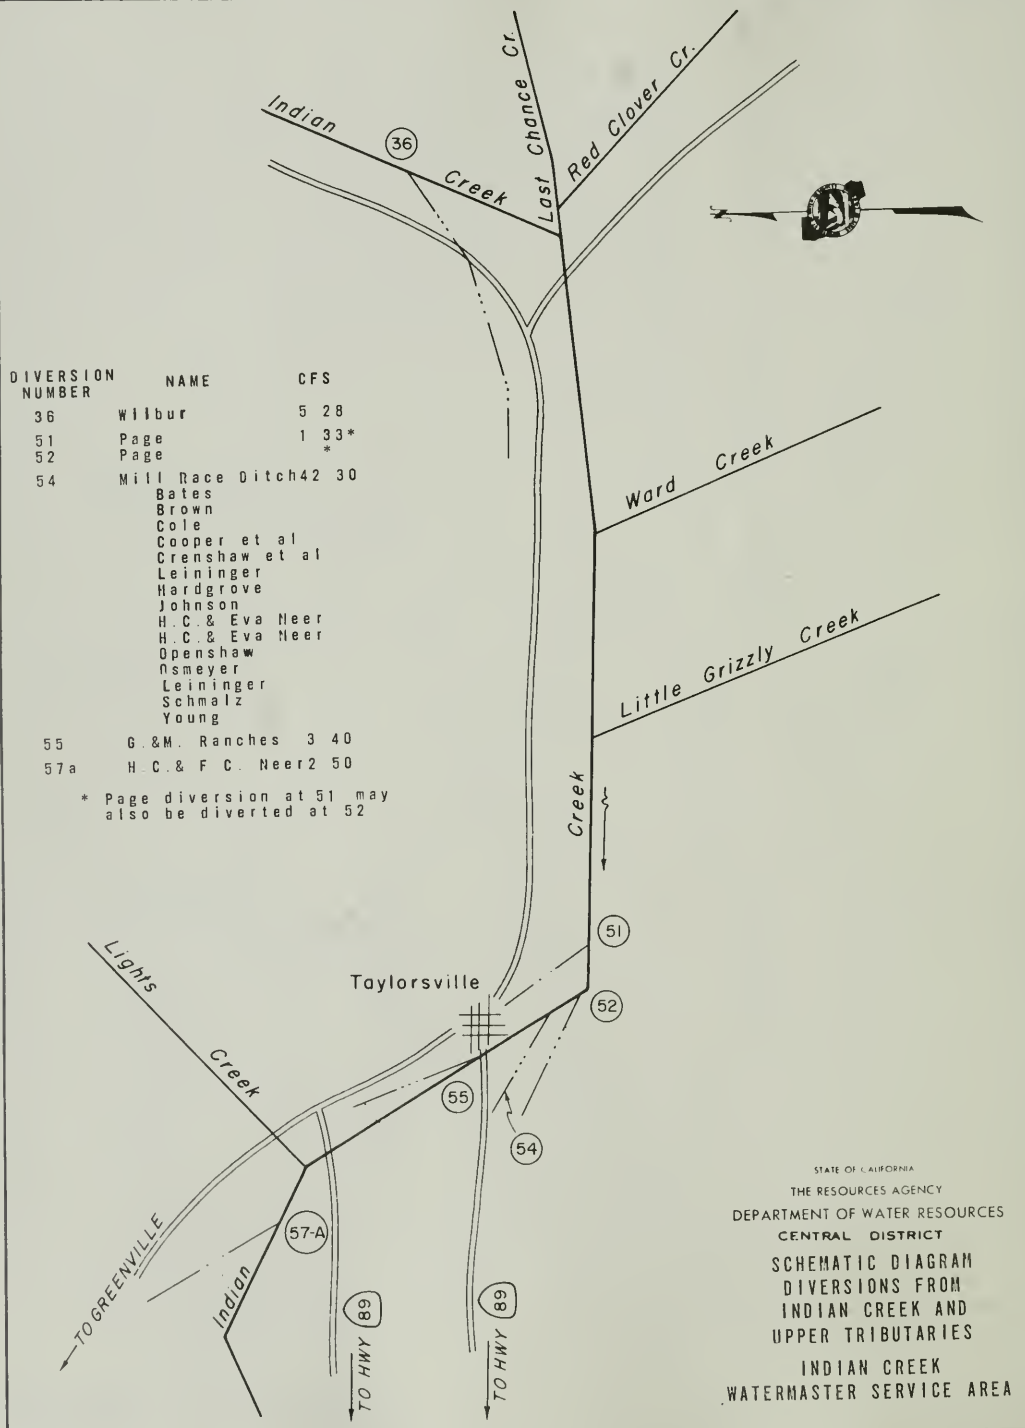 Last Chance Cr.
Red Clover Cr.
Indian Creek
36
N
DIVERSION NUMBER NAME CFS
36 Wilbur 5 28
51 Page 1 33*
52 Page *
54 Mill Race Ditch 42 30
Bates
Brown
Cole
Cooper et al
Crenshaw et al
Leininger
Hardgrove
Johnson
H.C.& Eva Neer
H.C.& Eva Neer
Openshaw
Osmeyer
Leininger
Schmalz
Young
55 G.&M. Ranches 3 40
57a H.C.& F C. Neer 2 50
* Page diversion at 51 may
also be diverted at 52
Ward Creek
Little Grizzly Creek
Creek
51
Lights Creek
Taylorsville
52
55
54
57-A
Indian
TO GREENVILLE
89
TO HWY
89
TO HWY
STATE OF CALIFORNIA
THE RESOURCES AGENCY
DEPARTMENT OF WATER RESOURCES
CENTRAL DISTRICT
SCHEMATIC DIAGRAM
DIVERSIONS FROM
INDIAN CREEK AND
UPPER TRIBUTARIES
INDIAN CREEK
WATERMASTER SERVICE AREA